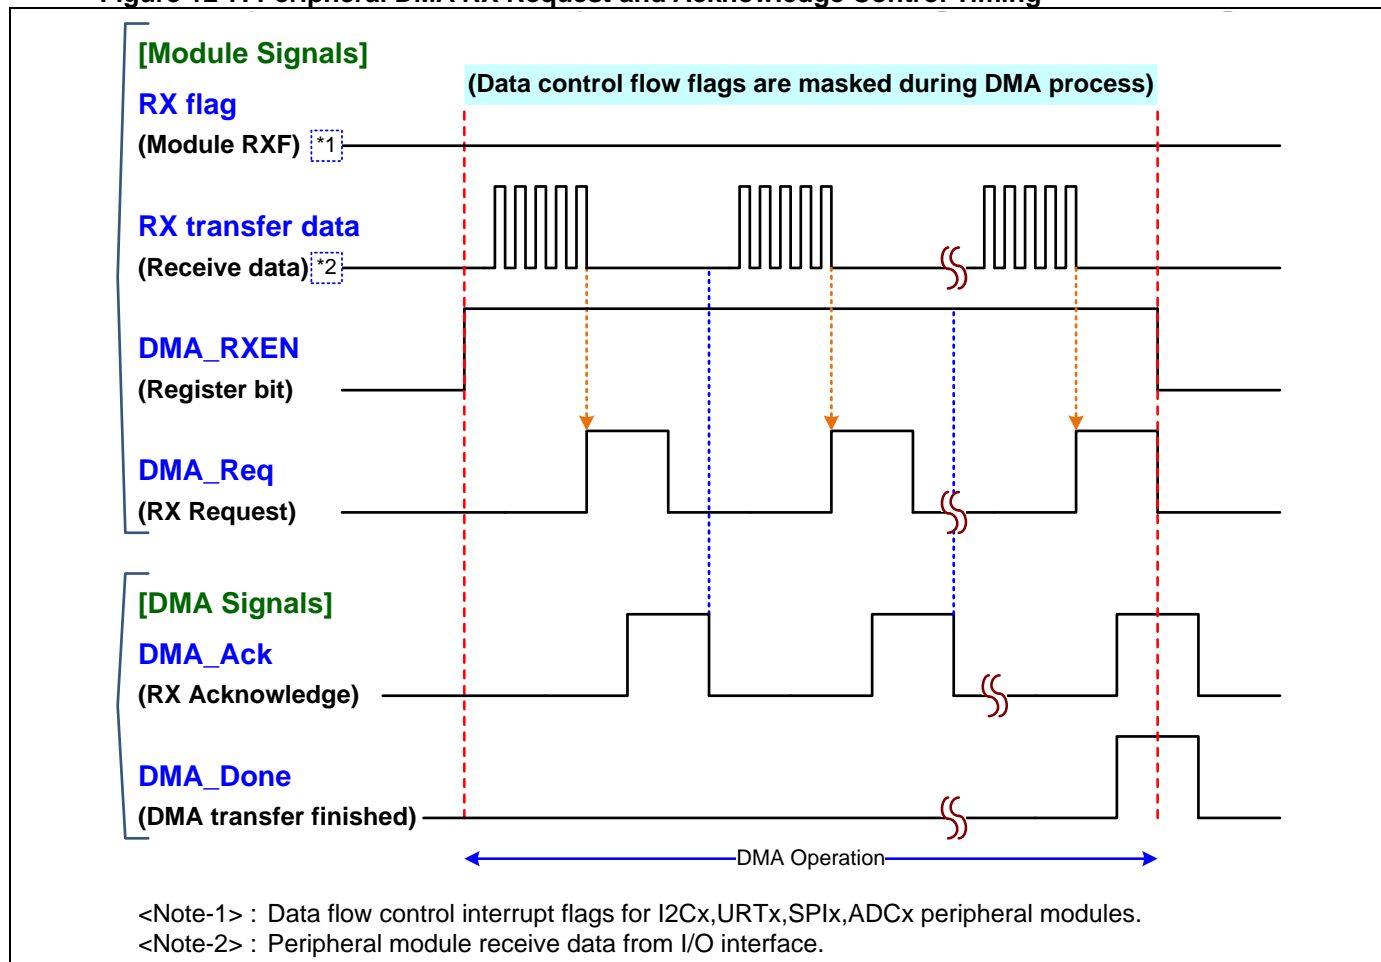 [Module Signals]
(Data control flow flags are masked during DMA process)
RX flag
(Module RXF) *1
RX transfer data
(Receive data) *2
DMA_RXEN
(Register bit)
DMA_Req
(RX Request)
[DMA Signals]
DMA_Ack
(RX Acknowledge)
DMA_Done
(DMA transfer finished)
DMA Operation
<Note-1> : Data flow control interrupt flags for I2Cx,URTx,SPIx,ADCx peripheral modules.
<Note-2> : Peripheral module receive data from I/O interface.